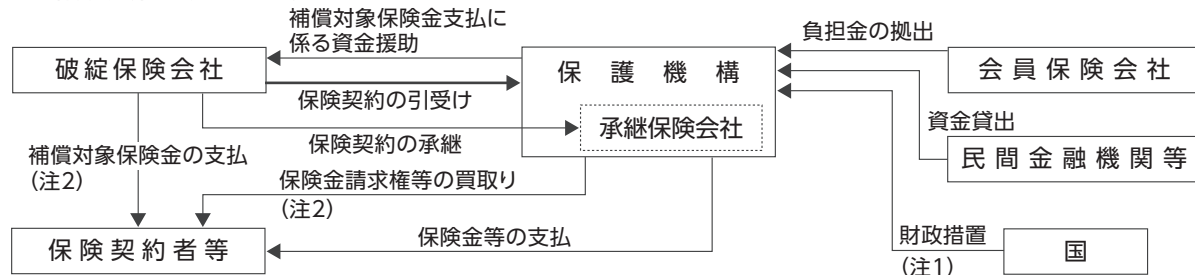 補償対象保険金支払に
係る資金援助
負担金の拠出
破綻保険会社
保護機構
会員保険会社
保険契約の引受け
承継保険会社
資金貸出
保険契約の承継
民間金融機関等
補償対象保険金の支払
(注2)
保険金請求権等の買取り
(注2)
保険契約者等
保険金等の支払
財政措置
(注1)
国